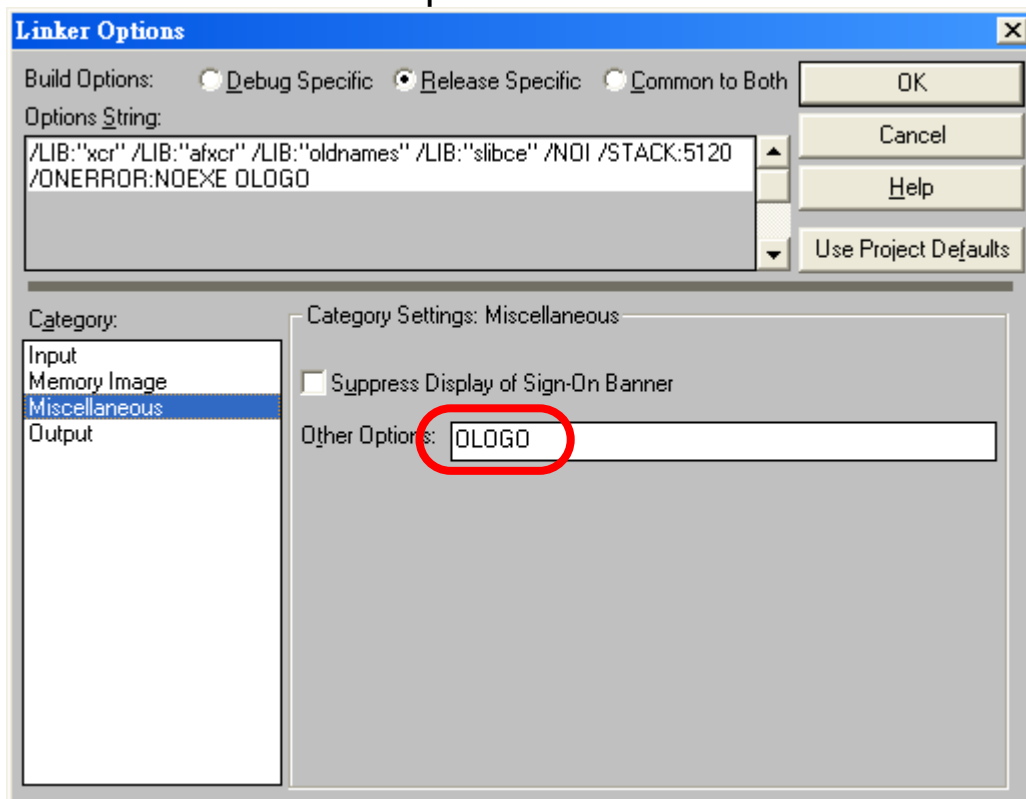 Linker Options
Build Options: Debug Specific Release Specific Common to Both
OK
Options String:
Cancel
/LIB:"xcr" /LIB:"afxcr" /LIB:"oldnames" /LIB:"slibce" /NOI /STACK:5120
/ONERROR:NOEXE OLOGO
Help
Use Project Defaults
Category:
Category Settings: Miscellaneous
Input
Memory Image
Miscellaneous
Output
Suppress Display of Sign-On Banner
Other Options: OLOGO